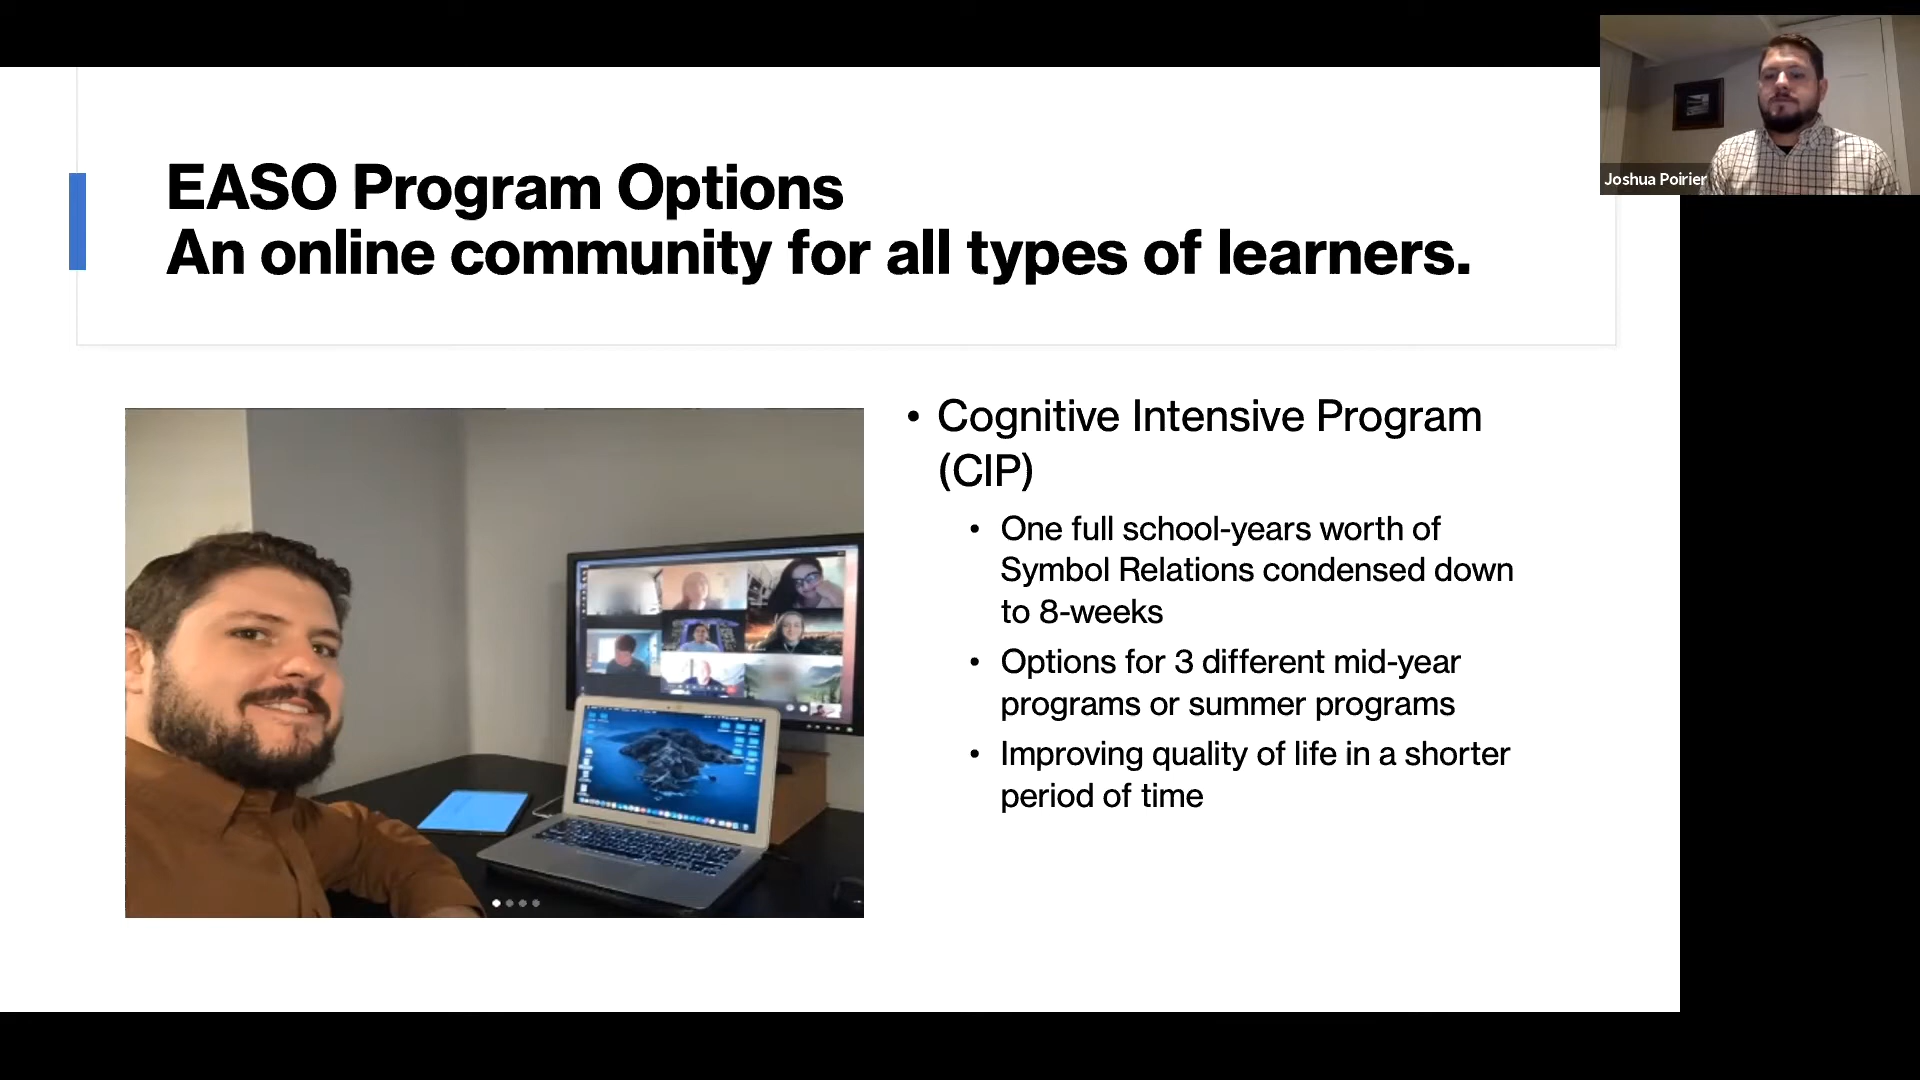 EASO Program Options
An online community for all types of learners.
Joshua Poirier
• Cognitive Intensive Program
(CIP)
• One full school-years worth of
Symbol Relations condensed down
to 8-weeks
• Options for 3 different mid-year
programs or summer programs
• Improving quality of life in a shorter
period of time